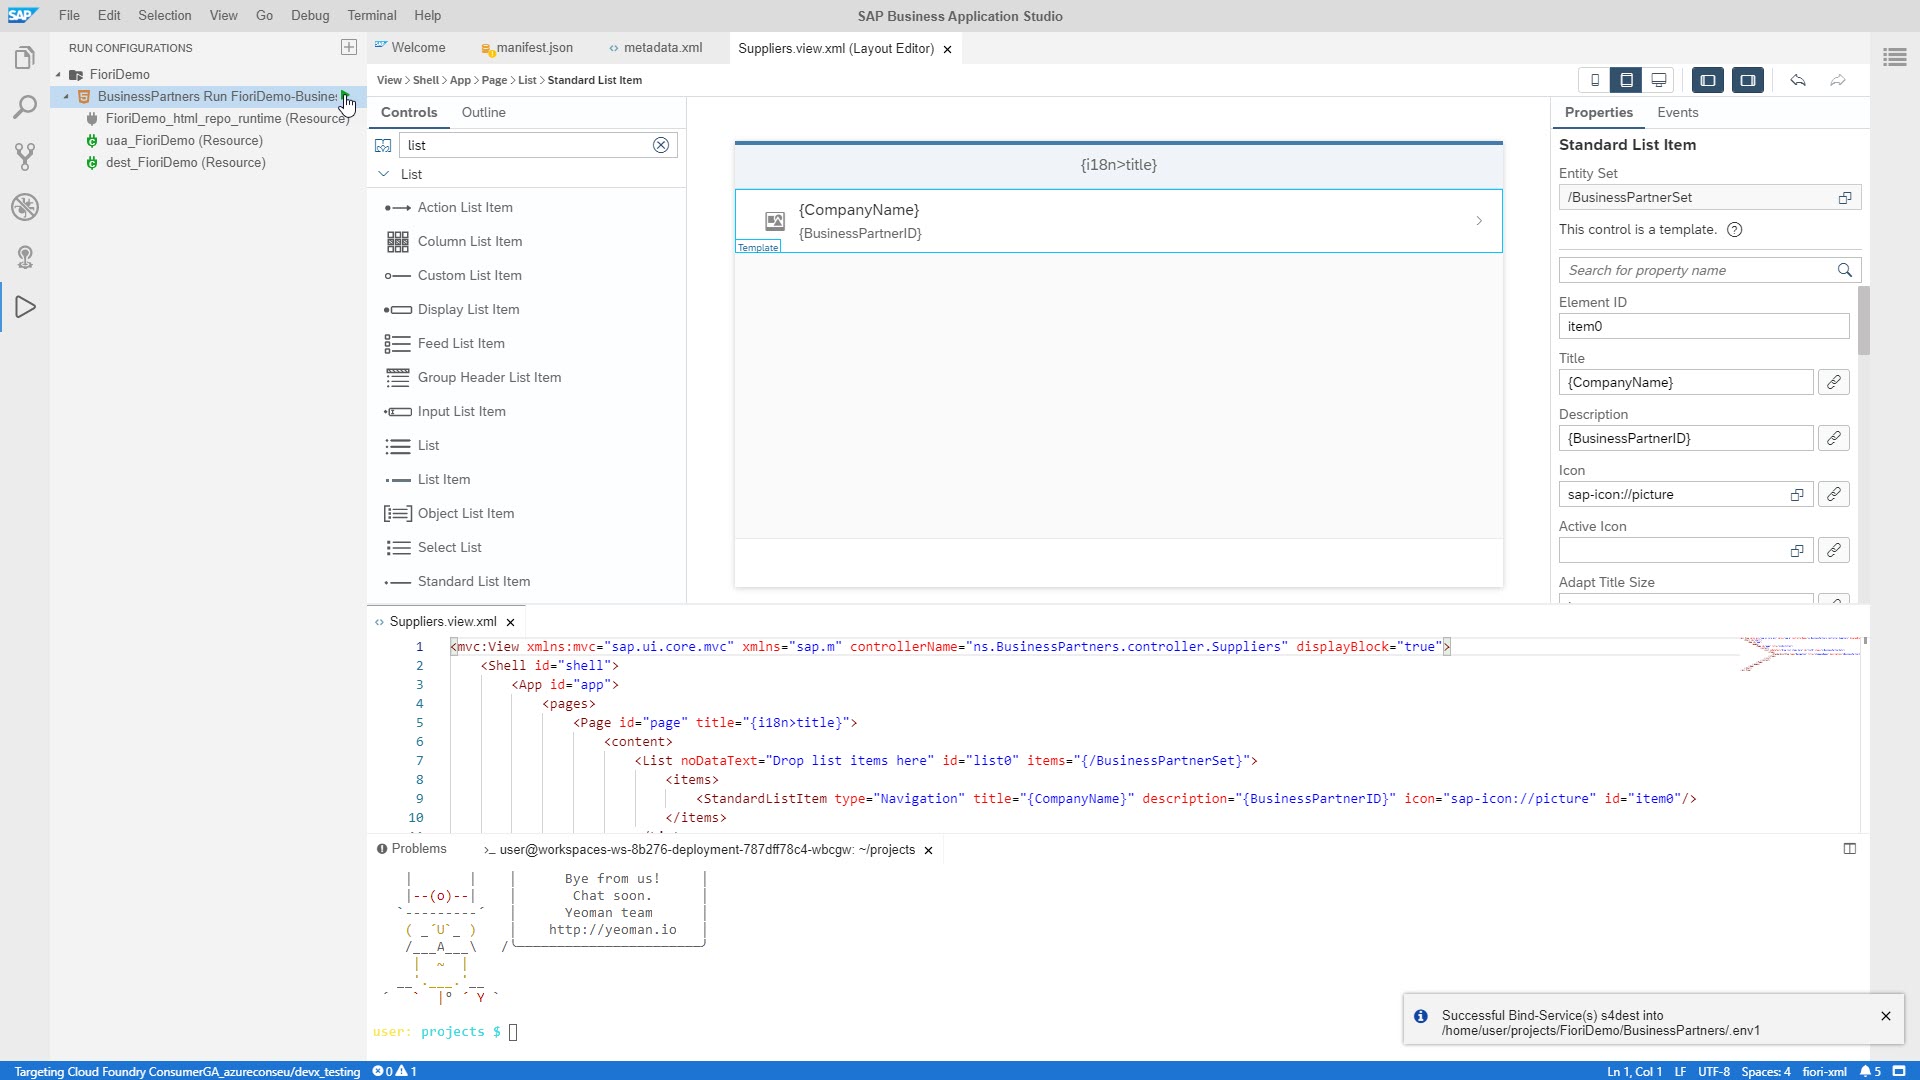 SAP File Edit Selection View Go Debug Terminal Help
SAP Business Application Studio
RUN CONFIGURATIONS
FioriDemo
BusinessPartners Run FioriDemo-Busine
FioriDemo_html_repo_runtime (Resource)
uaa_FioriDemo (Resource)
dest_FioriDemo (Resource)
Welcome
manifest.json
metadata.xml
Suppliers.view.xml (Layout Editor)
View > Shell > App > Page > List > Standard List Item
Controls
Outline
list
List
Action List Item
Column List Item
Custom List Item
Display List Item
Feed List Item
Group Header List Item
Input List Item
List
List Item
Object List Item
Select List
Standard List Item
{i18n>title}
{CompanyName}
{BusinessPartnerID}
Template
Properties
Events
Standard List Item
Entity Set
/BusinessPartnerSet
This control is a template.
Search for property name
Element ID
item0
Title
{CompanyName}
Description
{BusinessPartnerID}
Icon
sap-icon://picture
Active Icon
Adapt Title Size
Suppliers.view.xml
1 <mvc:View xmlns:mvc="sap.ui.core.mvc" xmlns="sap.m" controllerName="ns.BusinessPartners.controller.Suppliers" displayBlock="true">
2 <Shell id="shell">
3 <App id="app">
4 <pages>
5 <Page id="page" title="{i18n>title}">
6 <content>
7 <List noDataText="Drop list items here" id="list0" items="{/BusinessPartnerSet}">
8 <items>
9 <StandardListItem type="Navigation" title="{CompanyName}" description="{BusinessPartnerID}" icon="sap-icon://picture" id="item0"/>
10 </items>
Problems
>_ user@workspaces-ws-8b276-deployment-787dff78c4-wbcgw: ~/projects
Bye from us!
Chat soon.
Yeoman team
http://yeoman.io
user: projects $
Successful Bind-Service(s) s4dest into
/home/user/projects/FioriDemo/BusinessPartners/.env1
Targeting Cloud Foundry ConsumerGA_azureconseu/devx_testing 0 1
Ln 1, Col 1 LF UTF-8 Spaces: 4 fiori-xml 5